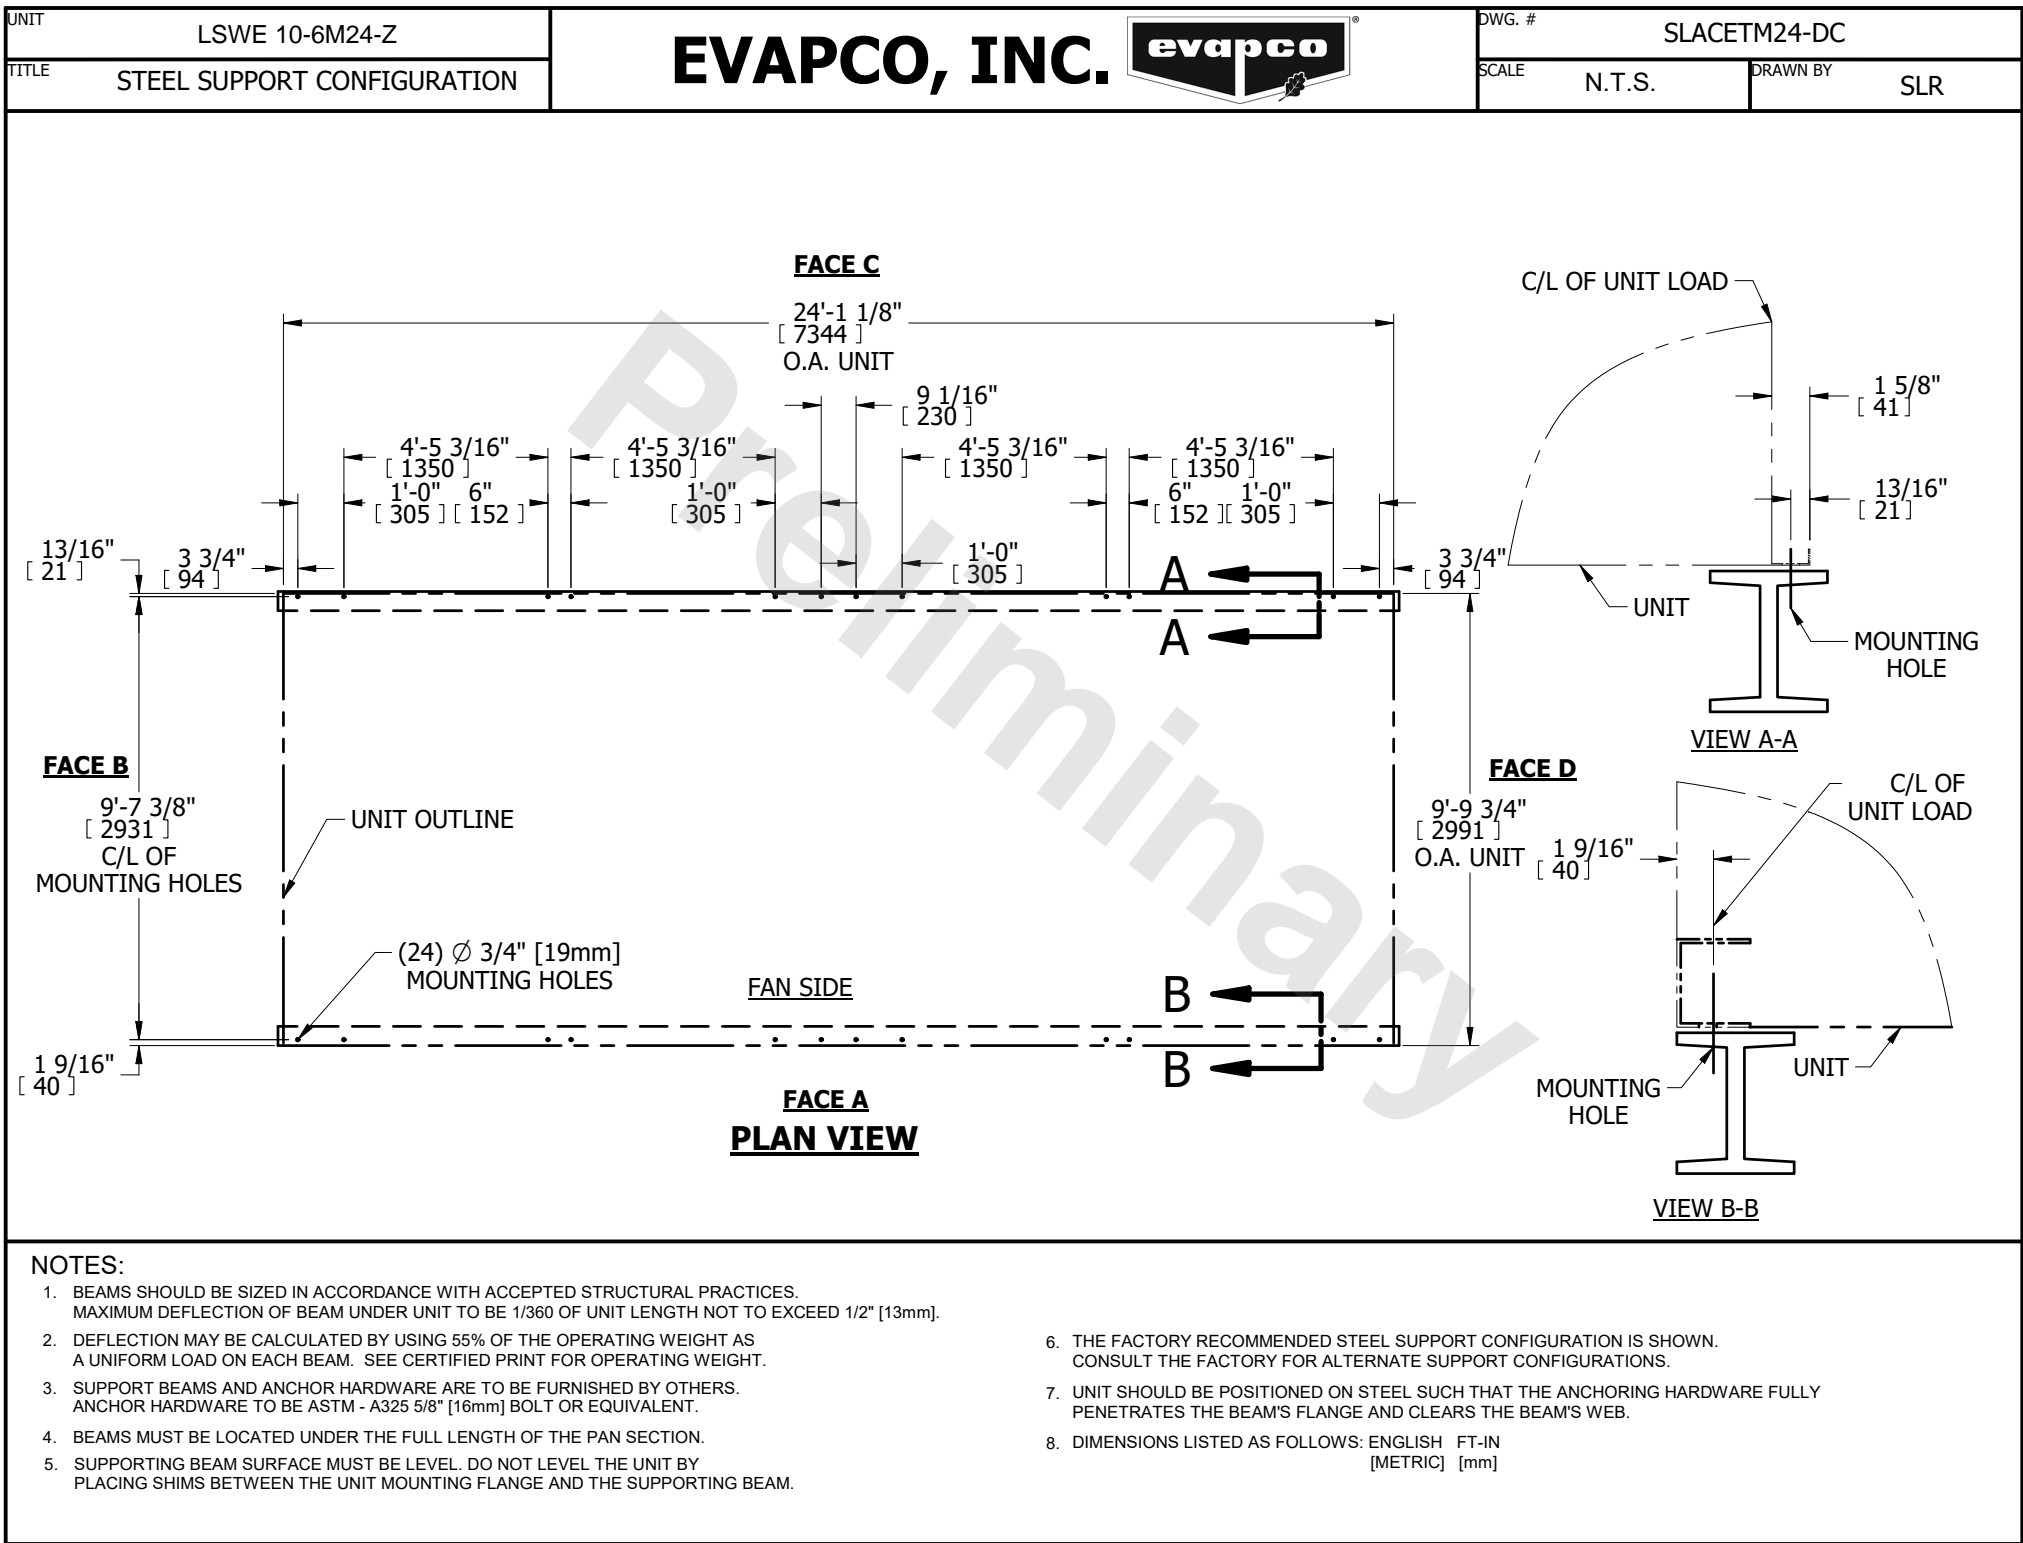 UNIT
LSWE 10-6M24-Z
TITLE
STEEL SUPPORT CONFIGURATION
EVAPCO, INC.
evapco
®
DWG. #
SLACETM24-DC
SCALE
N.T.S.
DRAWN BY
SLR
FACE C
24'-1 1/8"
[ 7344 ]
O.A. UNIT
9 1/16"
[ 230 ]
4'-5 3/16"
[ 1350 ]
4'-5 3/16"
[ 1350 ]
4'-5 3/16"
[ 1350 ]
4'-5 3/16"
[ 1350 ]
1'-0"
[ 305 ]
6"
[ 152 ]
1'-0"
[ 305 ]
6"
[ 152 ]
1'-0"
[ 305 ]
13/16"
[ 21 ]
3 3/4"
[ 94 ]
1'-0"
[ 305 ]
3 3/4"
[ 94 ]
A
A
FACE B
9'-7 3/8"
[ 2931 ]
C/L OF
MOUNTING HOLES
UNIT OUTLINE
(24) Ø 3/4" [19mm]
MOUNTING HOLES
FAN SIDE
B
B
1 9/16"
[ 40 ]
FACE A
PLAN VIEW
FACE D
9'-9 3/4"
[ 2991 ]
O.A. UNIT
Preliminary
C/L OF UNIT LOAD
1 5/8"
[ 41 ]
13/16"
[ 21 ]
UNIT
MOUNTING
HOLE
VIEW A-A
C/L OF
UNIT LOAD
1 9/16"
[ 40 ]
UNIT
MOUNTING
HOLE
VIEW B-B
NOTES:
1. BEAMS SHOULD BE SIZED IN ACCORDANCE WITH ACCEPTED STRUCTURAL PRACTICES.
MAXIMUM DEFLECTION OF BEAM UNDER UNIT TO BE 1/360 OF UNIT LENGTH NOT TO EXCEED 1/2" [13mm].
2. DEFLECTION MAY BE CALCULATED BY USING 55% OF THE OPERATING WEIGHT AS
A UNIFORM LOAD ON EACH BEAM. SEE CERTIFIED PRINT FOR OPERATING WEIGHT.
3. SUPPORT BEAMS AND ANCHOR HARDWARE ARE TO BE FURNISHED BY OTHERS.
ANCHOR HARDWARE TO BE ASTM - A325 5/8" [16mm] BOLT OR EQUIVALENT.
4. BEAMS MUST BE LOCATED UNDER THE FULL LENGTH OF THE PAN SECTION.
5. SUPPORTING BEAM SURFACE MUST BE LEVEL. DO NOT LEVEL THE UNIT BY
PLACING SHIMS BETWEEN THE UNIT MOUNTING FLANGE AND THE SUPPORTING BEAM.
6. THE FACTORY RECOMMENDED STEEL SUPPORT CONFIGURATION IS SHOWN.
CONSULT THE FACTORY FOR ALTERNATE SUPPORT CONFIGURATIONS.
7. UNIT SHOULD BE POSITIONED ON STEEL SUCH THAT THE ANCHORING HARDWARE FULLY
PENETRATES THE BEAM'S FLANGE AND CLEARS THE BEAM'S WEB.
8. DIMENSIONS LISTED AS FOLLOWS: ENGLISH FT-IN
[METRIC] [mm]